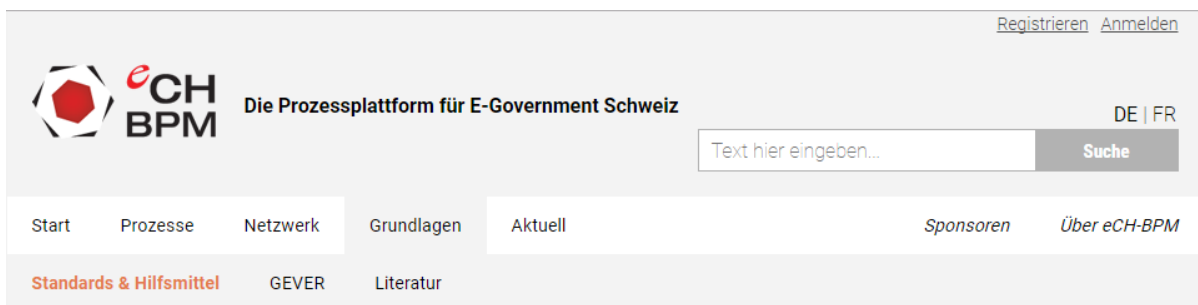 Registrieren Anmelden
eCH
BPM
Die Prozessplattform für E-Government Schweiz
DE | FR
Text hier eingeben... Suche
Start Prozesse Netzwerk Grundlagen Aktuell Sponsoren Über eCH-BPM
Standards & Hilfsmittel GEVER Literatur